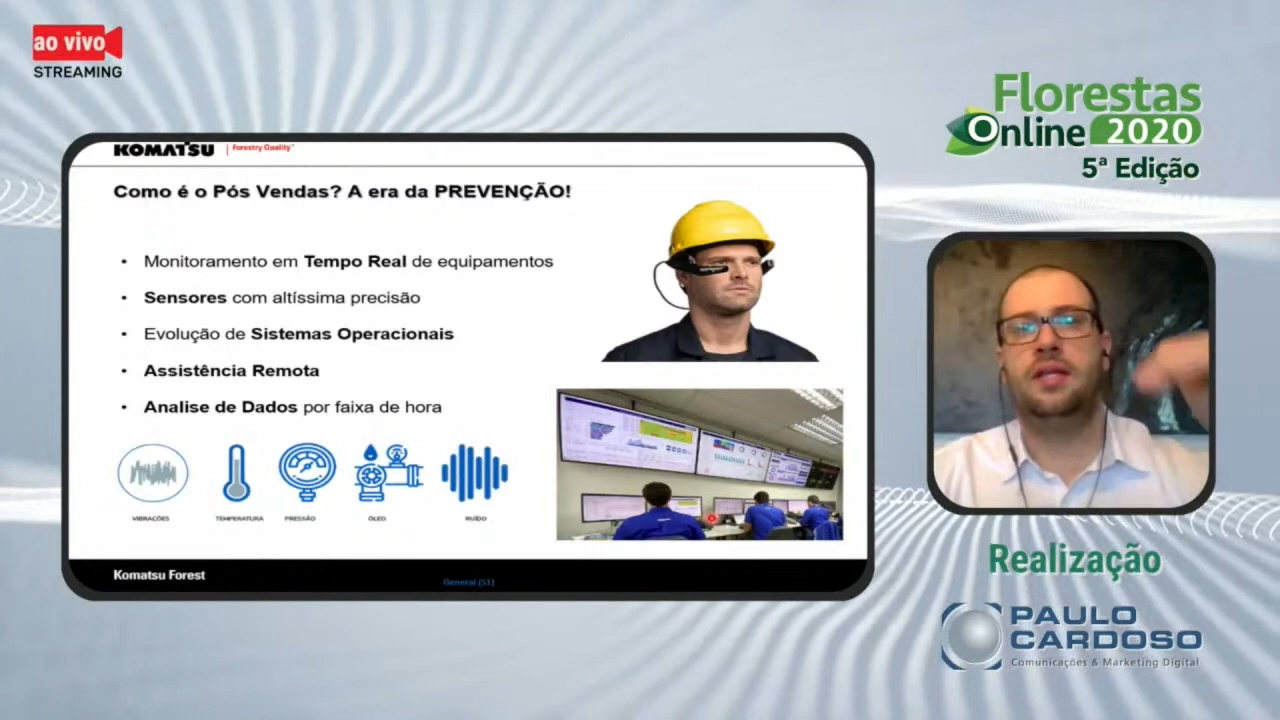 ao vivo
STREAMING
Florestas
Online 2020
5ª Edição
KOMATSU Forestry Quality™
Como é o Pós Vendas? A era da PREVENÇÃO!
• Monitoramento em Tempo Real de equipamentos
• Sensores com altíssima precisão
• Evolução de Sistemas Operacionais
• Assistência Remota
• Analise de Dados por faixa de hora
VIBRAÇÕES TEMPERATURA PRESSÃO ÓLEO RUÍDO
Komatsu Forest
General (S1)
Realização
PAULO
CARDOSO
Comunicações & Marketing Digital